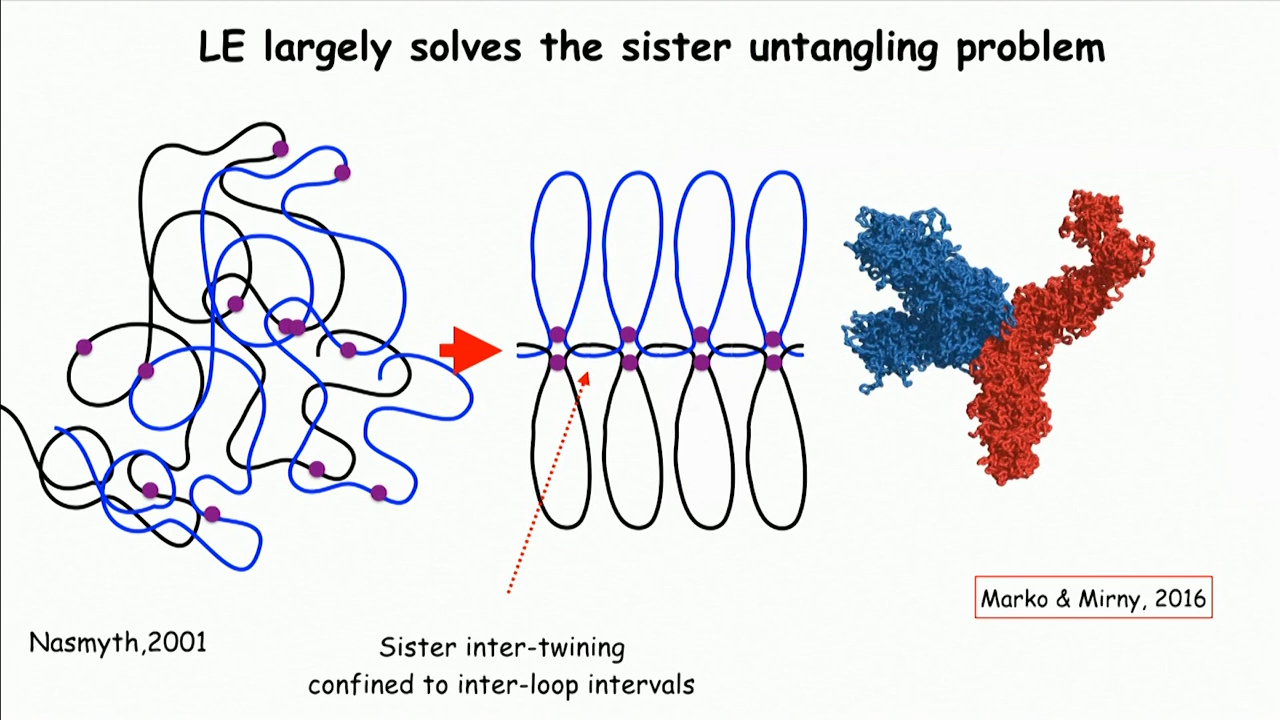 LE largely solves the sister untangling problem
Marko & Mirny, 2016
Nasmyth,2001
Sister inter-twining
confined to inter-loop intervals